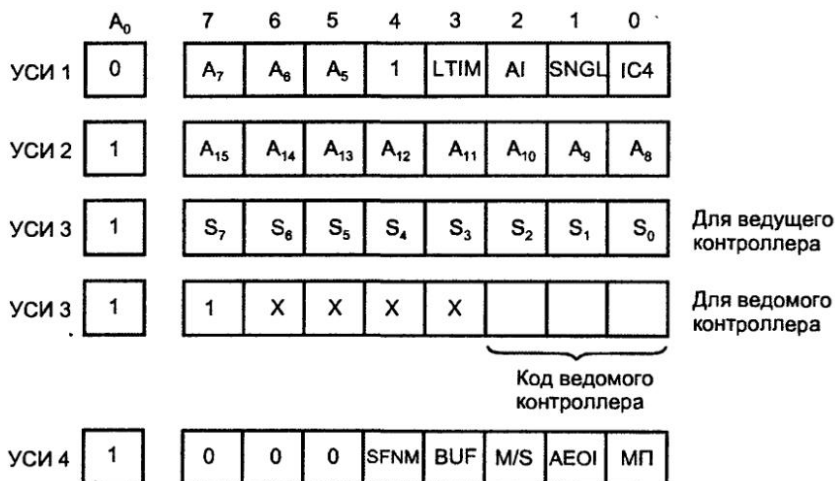 A₀ 7 6 5 4 3 2 1 0
УСИ 1 0 A₇ A₆ A₅ 1 LTIM AI SNGL IC4
УСИ 2 1 A₁₅ A₁₄ A₁₃ A₁₂ A₁₁ A₁₀ A₉ A₈
УСИ 3 1 S₇ S₆ S₅ S₄ S₃ S₂ S₁ S₀ Для ведущего
контроллера
УСИ 3 1 1 X X X X Для ведомого
контроллера
Код ведомого
контроллера
УСИ 4 1 0 0 0 SFNM BUF M/S AEOI МП